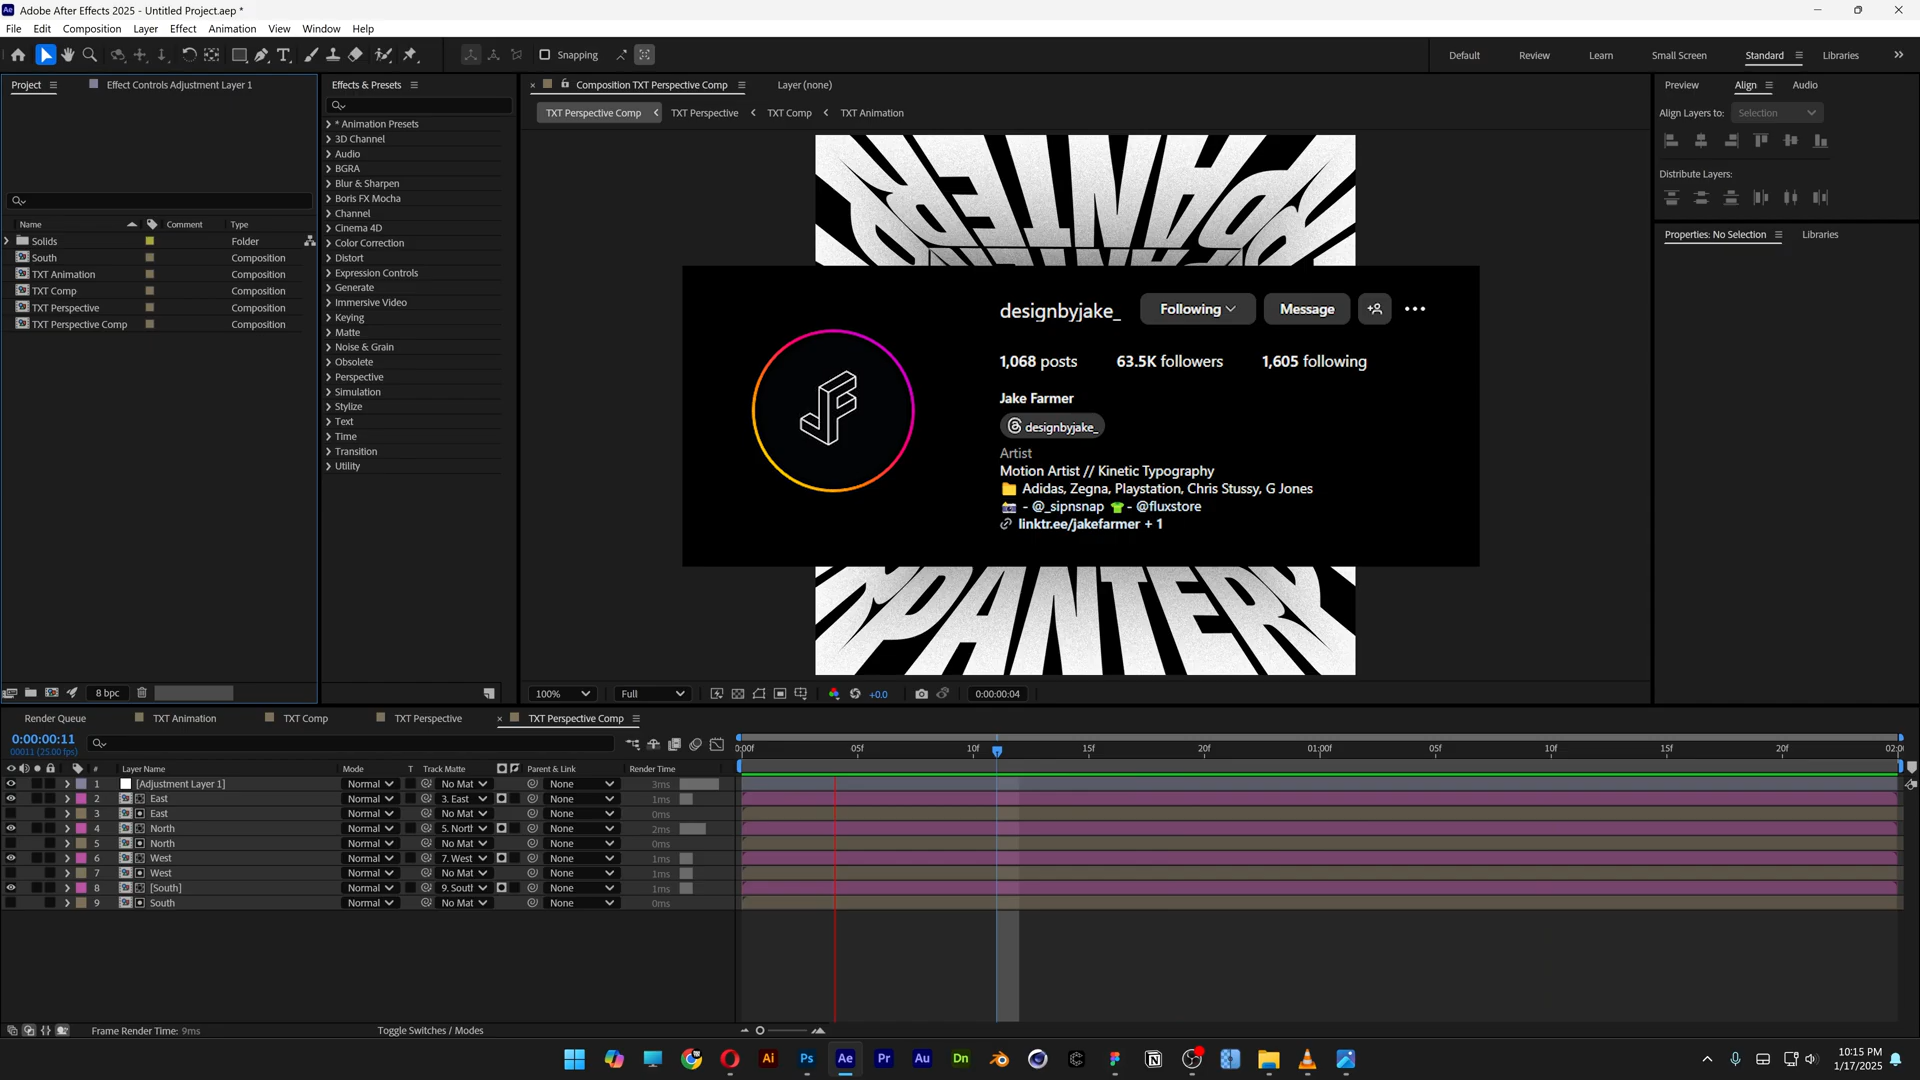 Adobe After Effects 2025 - Untitled Project.aep *
File Edit Composition Layer Effect Animation View Window Help
Snapping
Default Review Learn Small Screen Standard Libraries
Project Effect Controls Adjustment Layer 1
Effects & Presets
Composition TXT Perspective Comp Layer (none)
Preview Align Audio
TXT Perspective Comp TXT Perspective TXT Comp TXT Animation
Align Layers to: Selection
Distribute Layers:
Properties: No Selection Libraries
Name Comment Type
Solids Folder
South Composition
TXT Animation Composition
TXT Comp Composition
TXT Perspective Composition
TXT Perspective Comp Composition
* Animation Presets
3D Channel
Audio
BGRA
Blur & Sharpen
Boris FX Mocha
Channel
Cinema 4D
Color Correction
Distort
Expression Controls
Generate
Immersive Video
Keying
Matte
Noise & Grain
Obsolete
Perspective
Simulation
Stylize
Text
Time
Transition
Utility
PANTER
designbyjake_ Following Message
1,068 posts 63.5K followers 1,605 following
JF
Jake Farmer
designbyjake_
Artist
Motion Artist // Kinetic Typography
Adidas, Zegna, Playstation, Chris Stussy, G Jones
- @_sipnsnap - @fluxstore
linktr.ee/jakefarmer + 1
PANTER
8 bpc
100% Full +0.0 0:00:00:04
Render Queue TXT Animation TXT Comp TXT Perspective TXT Perspective Comp
0:00:00:11
00011 (25.00 fps)
0:00f 05f 10f 15f 20f 01:00f 05f 10f 15f 20f 02:0
# Layer Name Mode T Track Matte Parent & Link Render Time
1 [Adjustment Layer 1] Normal No Mat None 3ms
2 East Normal 3. East None 1ms
3 East Normal No Mat None 0ms
4 North Normal 5. Nort None 2ms
5 North Normal No Mat None 0ms
6 West Normal 7. West None 1ms
7 West Normal No Mat None 1ms
8 [South] Normal 9. Sout None 1ms
9 South Normal No Mat None 0ms
Frame Render Time: 9ms Toggle Switches / Modes
Ai Ps Ae Pr Au Dn
10:15 PM
1/17/2025